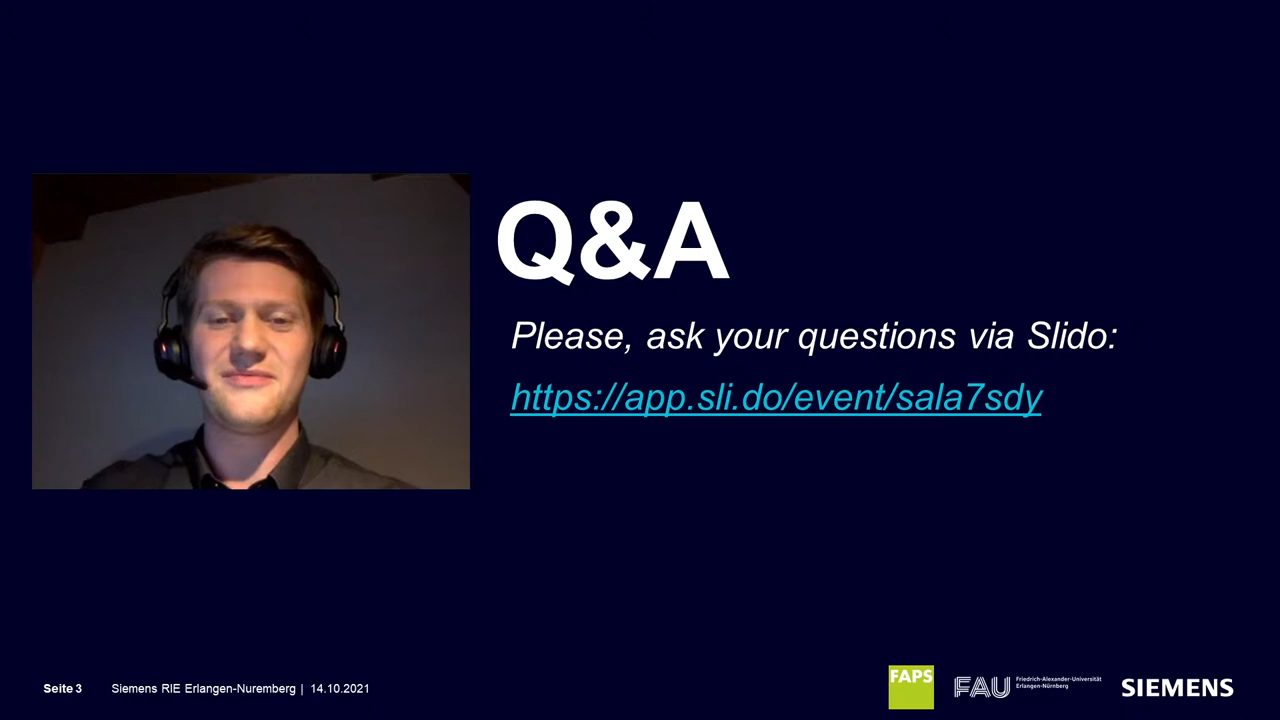 Q&A
Please, ask your questions via Slido:
https://app.sli.do/event/sala7sdy
Seite 3 Siemens RIE Erlangen-Nuremberg | 14.10.2021
FAPS
FAU
Friedrich-Alexander-Universität
Erlangen-Nürnberg
SIEMENS